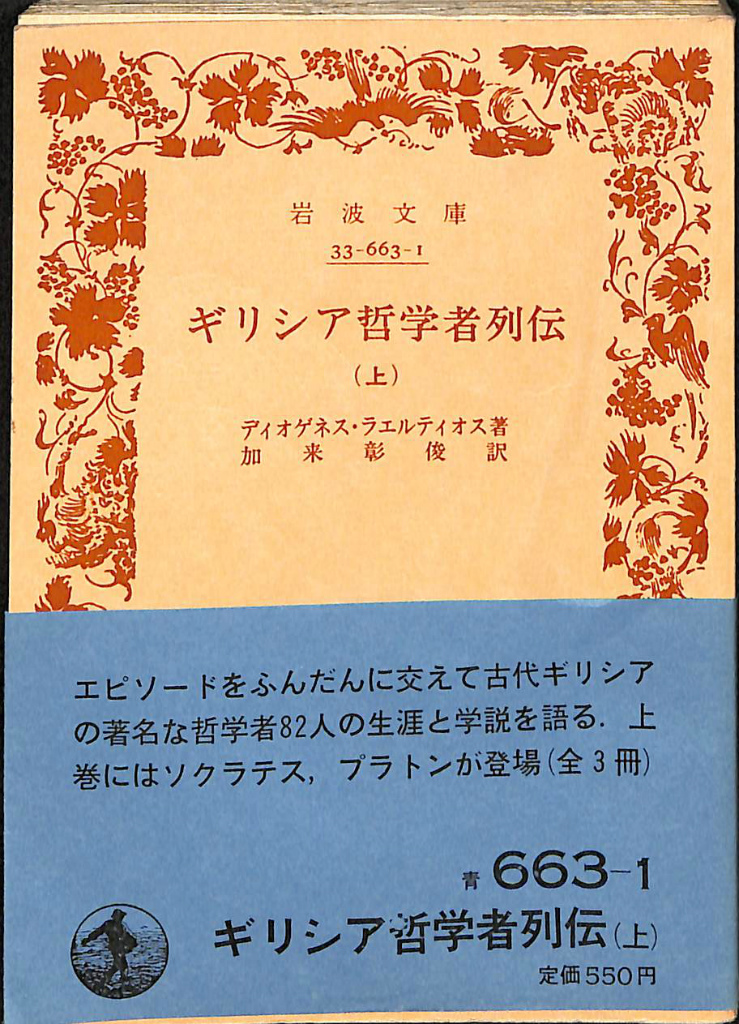 岩波文庫
33-663-1
ギリシア哲学者列伝
(上)
ディオゲネス・ラエルティオス著
加来彰俊訳
エピソードをふんだんに交えて古代ギリシア
の著名な哲学者82人の生涯と学説を語る．上
巻にはソクラテス，プラトンが登場(全3冊)
青 663-1
ギリシア哲学者列伝(上)
定価550円